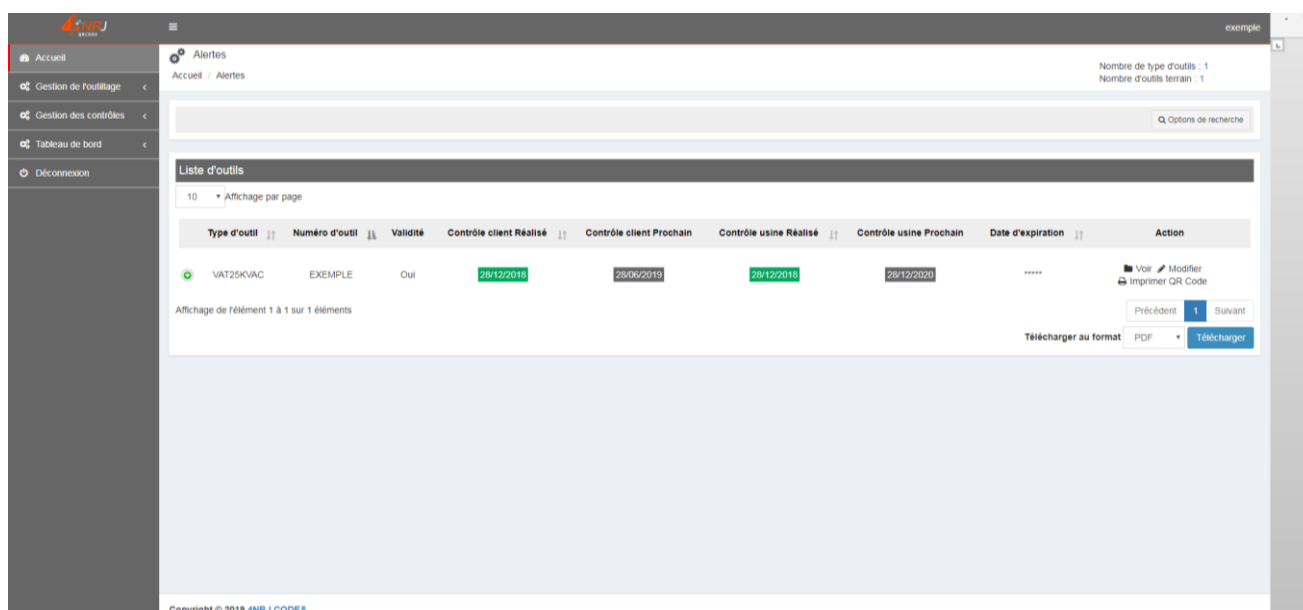 4NRJ
QRCODE
exemple
Accueil
Gestion de l'outillage
Gestion des contrôles
Tableau de bord
Déconnexion
Alertes
Accueil / Alertes
Nombre de type d'outils : 1
Nombre d'outils terrain : 1
Options de recherche
Liste d'outils
10 Affichage par page
Type d'outil Numéro d'outil Validité Contrôle client Réalisé Contrôle client Prochain Contrôle usine Réalisé Contrôle usine Prochain Date d'expiration Action
VAT25KVAC EXEMPLE Oui 28/12/2018 28/06/2019 28/12/2018 28/12/2020 ***** Voir Modifier
Imprimer QR Code
Affichage de l'élément 1 à 1 sur 1 éléments
Précédent 1 Suivant
Télécharger au format PDF Télécharger
Copyright © 2019